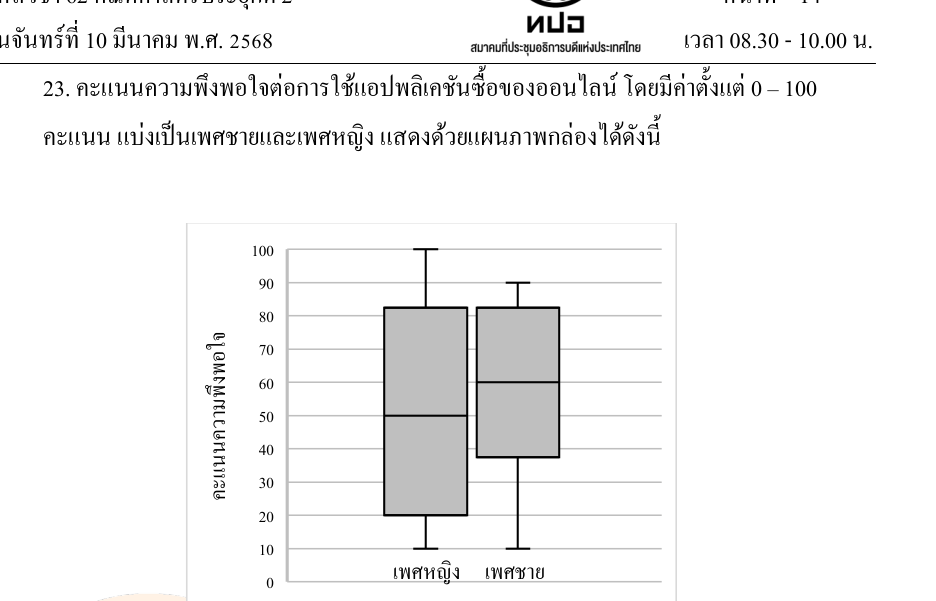 นจันทร์ที่ 10 มีนาคม พ.ศ. 2568
ทปอ
สมาคมที่ประชุมอธิการบดีแห่งประเทศไทย
เวลา 08.30 - 10.00 น.
23. คะแนนความพึงพอใจต่อการใช้แอปพลิเคชันซื้อของออนไลน์ โดยมีค่าตั้งแต่ 0 – 100
คะแนน แบ่งเป็นเพศชายและเพศหญิง แสดงด้วยแผนภาพกล่องได้ดังนี้
คะแนนความพึงพอใจ
100
90
80
70
60
50
40
30
20
10
0
เพศหญิง เพศชาย